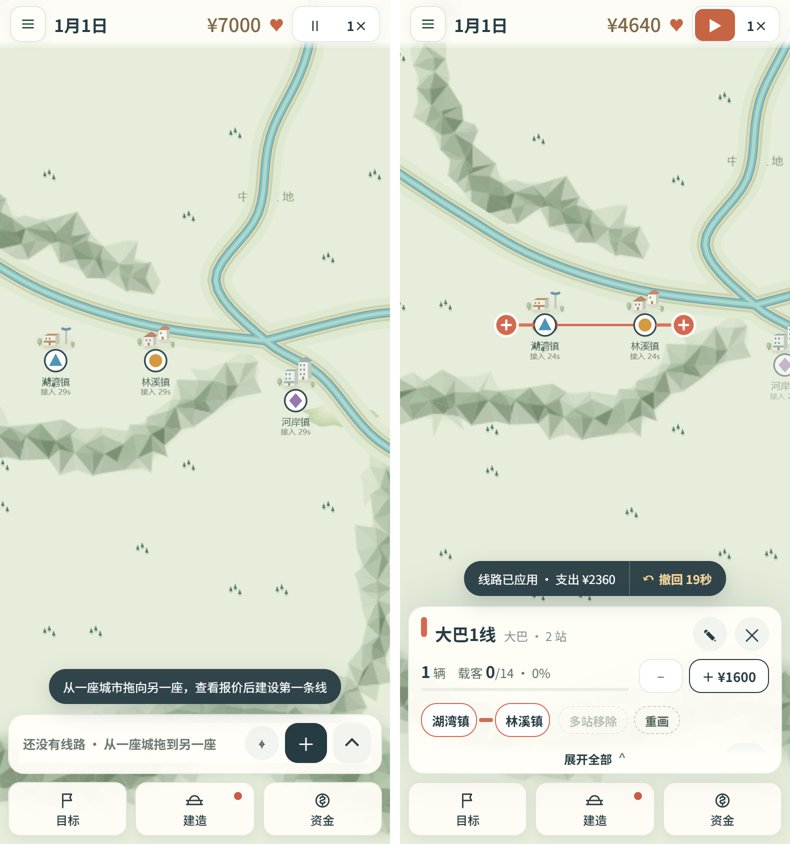 1月1日
¥7000
1×
中
地
湖湾镇
接入 29s
林溪镇
接入 29s
河岸镇
接入 29s
从一座城市拖向另一座，查看报价后建设第一条线
还没有线路 · 从一座城拖到另一座
目标
建造
资金
1月1日
¥4640
1×
中
地
湖湾镇
接入 24s
林溪镇
接入 24s
河岸
接入 2
线路已应用 · 支出 ¥2360
撤回 19秒
大巴1线 大巴 · 2 站
1 辆 载客 0/14 · 0%
− + ¥1600
湖湾镇 林溪镇 多站移除 重画
展开全部 ^
目标
建造
资金